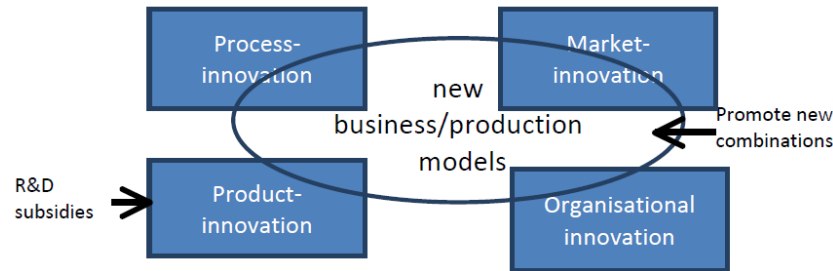 Process-
innovation
Market-
innovation
new
business/production
models
Promote new
combinations
R&D
subsidies
Product-
innovation
Organisational
innovation